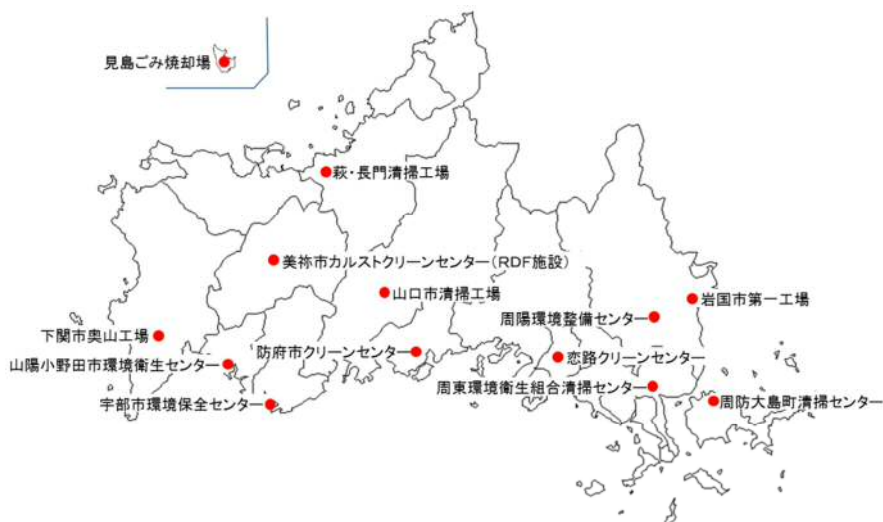 見島ごみ焼却場
萩・長門清掃工場
美祢市カルストクリーンセンター(RDF施設)
山口市清掃工場
岩国市第一工場
周陽環境整備センター
下関市奥山工場
防府市クリーンセンター
恋路クリーンセンター
山陽小野田市環境衛生センター
周東環境衛生組合清掃センター
宇部市環境保全センター
周防大島町清掃センター